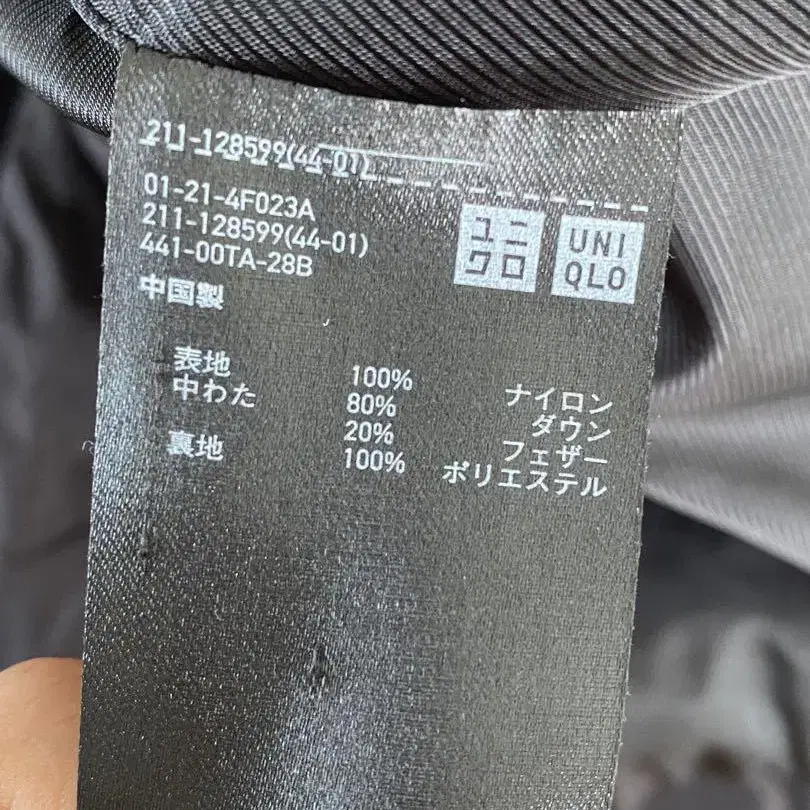 211-128599(44-01)
01-21-4F023A
211-128599(44-01)
441-00TA-28B
中国製
ユニ
クロ
UNI
QLO
表地 100% ナイロン
中わた 80% ダウン
20% フェザー
裏地 100% ポリエステル